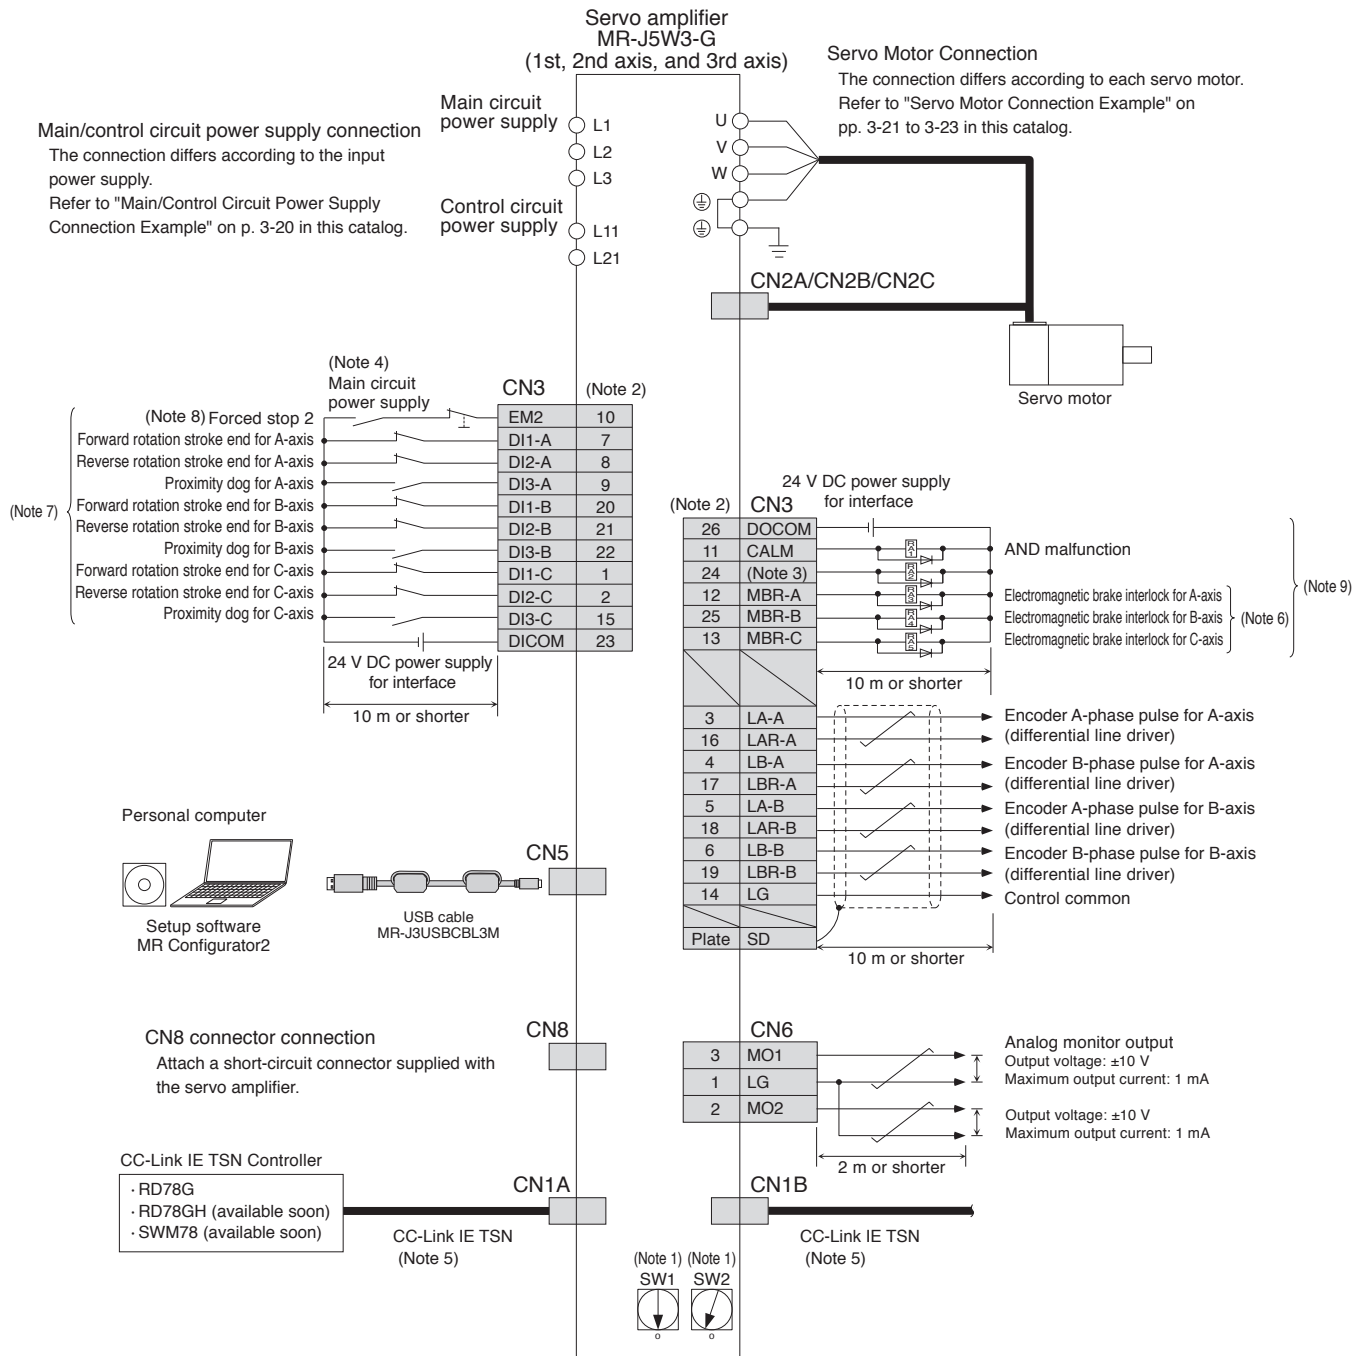 Servo amplifier
MR-J5W3-G
(1st, 2nd axis, and 3rd axis)
Main/control circuit power supply connection
The connection differs according to the input
power supply.
Refer to "Main/Control Circuit Power Supply
Connection Example" on p. 3-20 in this catalog.
Main circuit
power supply
L1
L2
L3
Control circuit
power supply
L11
L21
Servo Motor Connection
The connection differs according to each servo motor.
Refer to "Servo Motor Connection Example" on
pp. 3-21 to 3-23 in this catalog.
U
V
W
CN2A/CN2B/CN2C
Servo motor
(Note 4)
Main circuit
power supply
CN3
(Note 2)
(Note 7)
(Note 8) Forced stop 2 EM2 10
Forward rotation stroke end for A-axis DI1-A 7
Reverse rotation stroke end for A-axis DI2-A 8
Proximity dog for A-axis DI3-A 9
Forward rotation stroke end for B-axis DI1-B 20
Reverse rotation stroke end for B-axis DI2-B 21
Proximity dog for B-axis DI3-B 22
Forward rotation stroke end for C-axis DI1-C 1
Reverse rotation stroke end for C-axis DI2-C 2
Proximity dog for C-axis DI3-C 15
DICOM 23
24 V DC power supply
for interface
10 m or shorter
24 V DC power supply
for interface
(Note 2) CN3
26 DOCOM
11 CALM RA1 AND malfunction
24 (Note 3) RA2
12 MBR-A RA3 Electromagnetic brake interlock for A-axis
25 MBR-B RA4 Electromagnetic brake interlock for B-axis
13 MBR-C RA5 Electromagnetic brake interlock for C-axis
(Note 6)
(Note 9)
10 m or shorter
3 LA-A Encoder A-phase pulse for A-axis
16 LAR-A (differential line driver)
4 LB-A Encoder B-phase pulse for A-axis
17 LBR-A (differential line driver)
5 LA-B Encoder A-phase pulse for B-axis
18 LAR-B (differential line driver)
6 LB-B Encoder B-phase pulse for B-axis
19 LBR-B (differential line driver)
14 LG Control common
Plate SD
10 m or shorter
Personal computer
Setup software
MR Configurator2
USB cable
MR-J3USBCBL3M
CN5
CN8 connector connection
Attach a short-circuit connector supplied with
the servo amplifier.
CN8
CN6
3 MO1
1 LG
2 MO2
Analog monitor output
Output voltage: ±10 V
Maximum output current: 1 mA
Output voltage: ±10 V
Maximum output current: 1 mA
2 m or shorter
CC-Link IE TSN Controller
· RD78G
· RD78GH (available soon)
· SWM78 (available soon)
CN1A
CC-Link IE TSN
(Note 5)
CN1B
CC-Link IE TSN
(Note 5)
(Note 1) (Note 1)
SW1 SW2
0 0